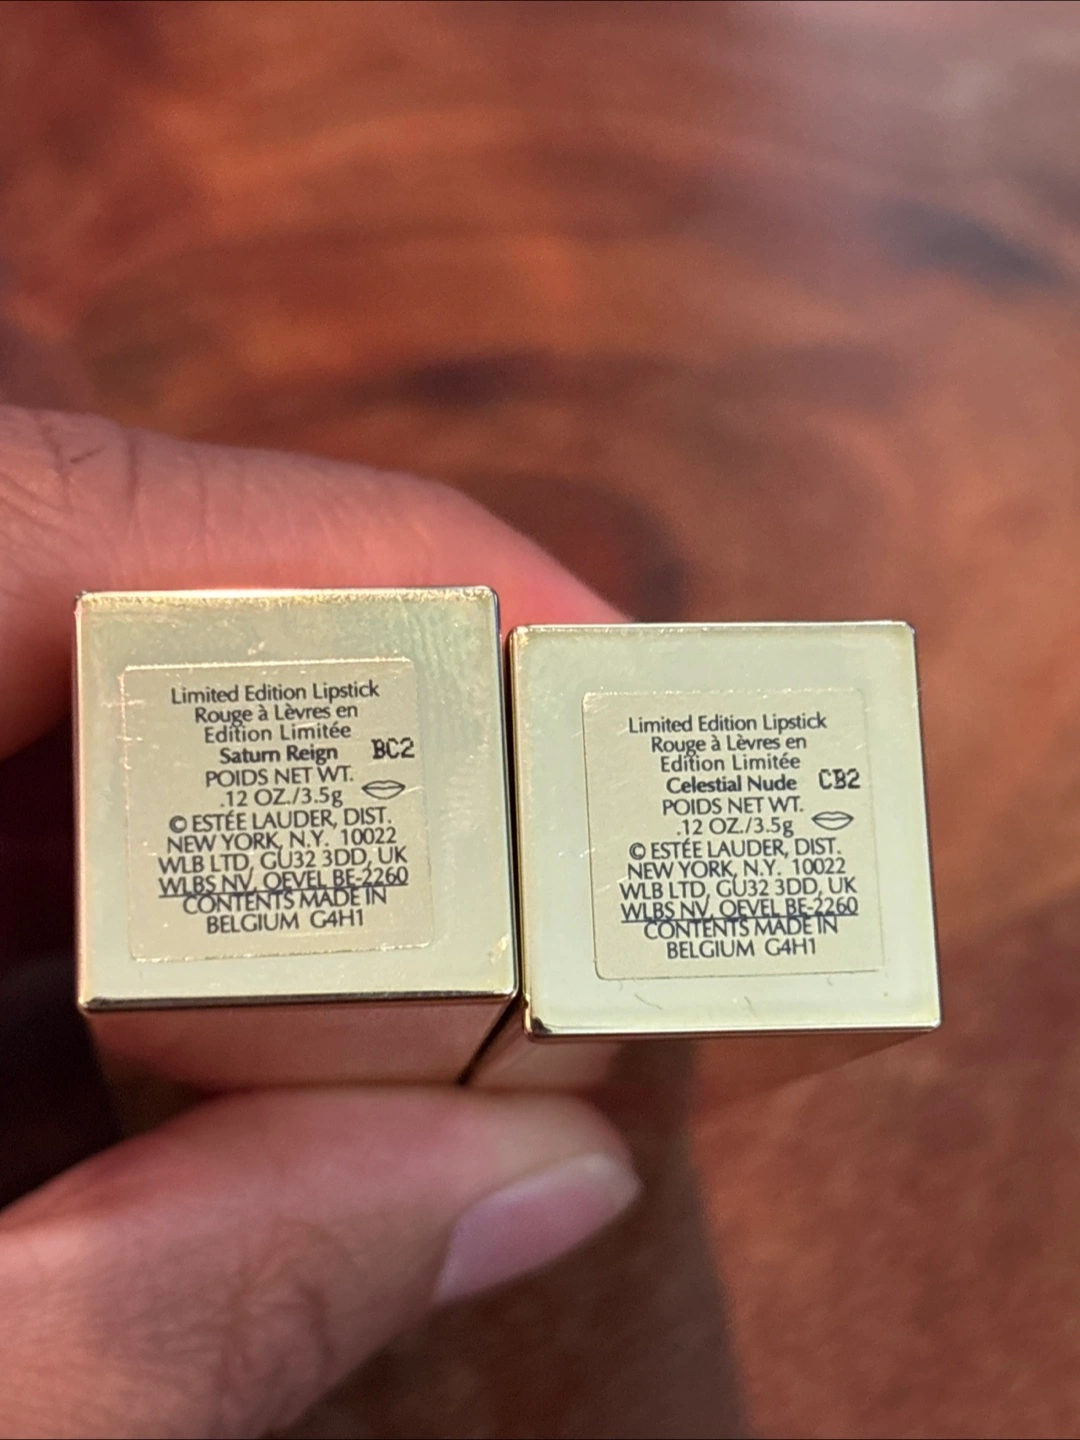 Limited Edition Lipstick
Rouge à Lèvres en
Edition Limitée
Saturn Reign BC2
POIDS NET WT.
.12 OZ./3.5g
© ESTÉE LAUDER, DIST.
NEW YORK, N.Y. 10022
WLB LTD, GU32 3DD, UK
WLBS NV, OEVEL BE-2260
CONTENTS MADE IN
BELGIUM G4H1
Limited Edition Lipstick
Rouge à Lèvres en
Edition Limitée
Celestial Nude CB2
POIDS NET WT.
.12 OZ./3.5g
© ESTÉE LAUDER, DIST.
NEW YORK, N.Y. 10022
WLB LTD, GU32 3DD, UK
WLBS NV, OEVEL BE-2260
CONTENTS MADE IN
BELGIUM G4H1